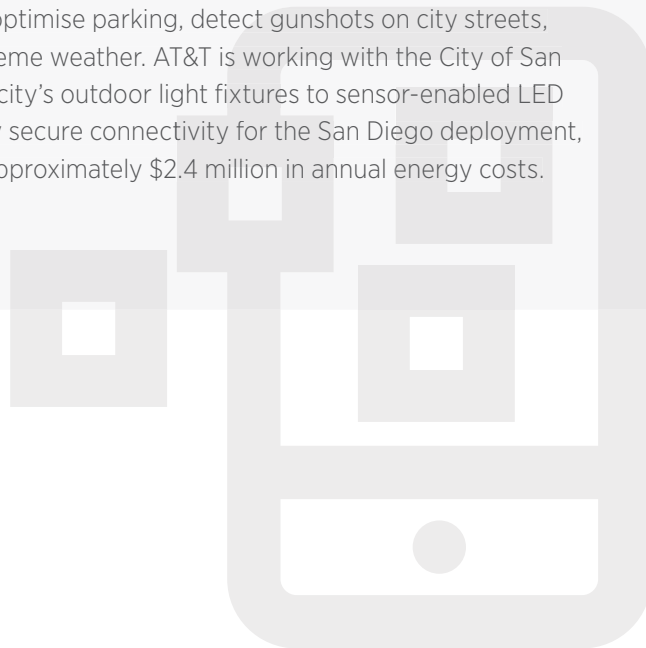 optimise parking, detect gunshots on city streets,
eme weather. AT&T is working with the City of San
city’s outdoor light fixtures to sensor-enabled LED
secure connectivity for the San Diego deployment,
pproximately $2.4 million in annual energy costs.